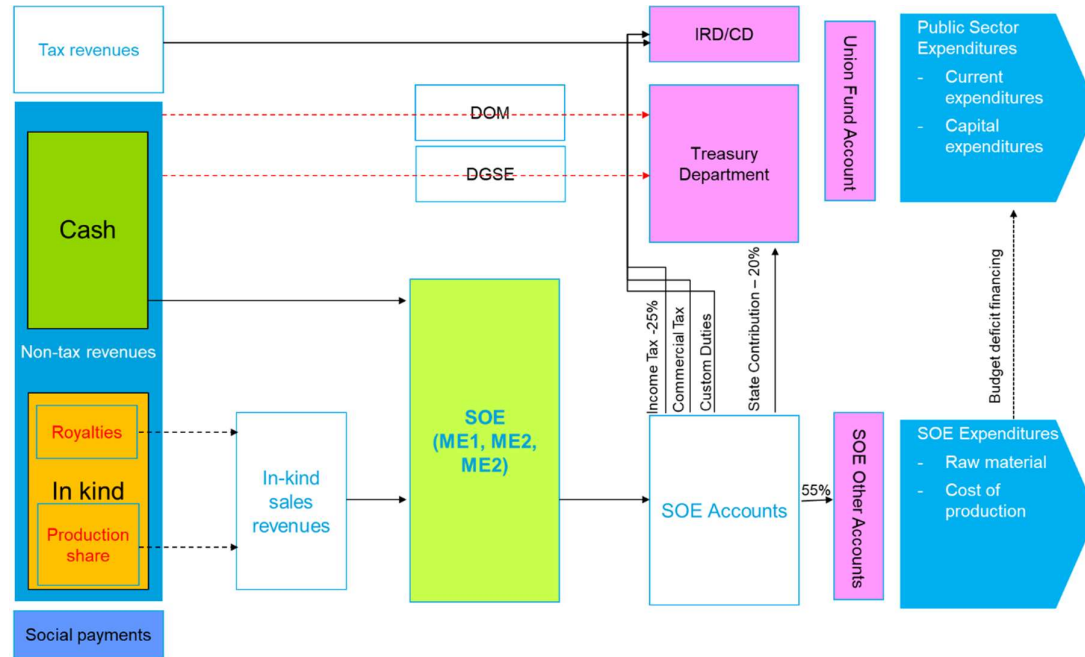 Tax revenues
IRD/CD
Union Fund Account
Public Sector
Expenditures
- Current
expenditures
- Capital
expenditures
DOM
DGSE
Treasury
Department
Cash
Non-tax revenues
Royalties
In kind
Production
share
In-kind
sales
revenues
SOE
(ME1, ME2,
ME2)
Income Tax -25%
Commercial Tax
Custom Duties
State Contribution – 20%
SOE Accounts
55%
SOE Other Accounts
Budget deficit financing
SOE Expenditures
- Raw material
- Cost of
production
Social payments